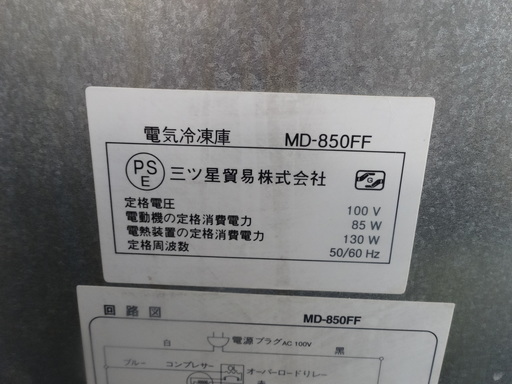 電気冷凍庫 MD-850FF
PS
E
三ツ星貿易株式会社
G
定格電圧 100 V
電動機の定格消費電力 85 W
電熱装置の定格消費電力 130 W
定格周波数 50/60 Hz
回路図 MD-850FF
白 電源プラグ AC 100V 黒
ブルー コンプレサー OL オーバーロードリレー
赤